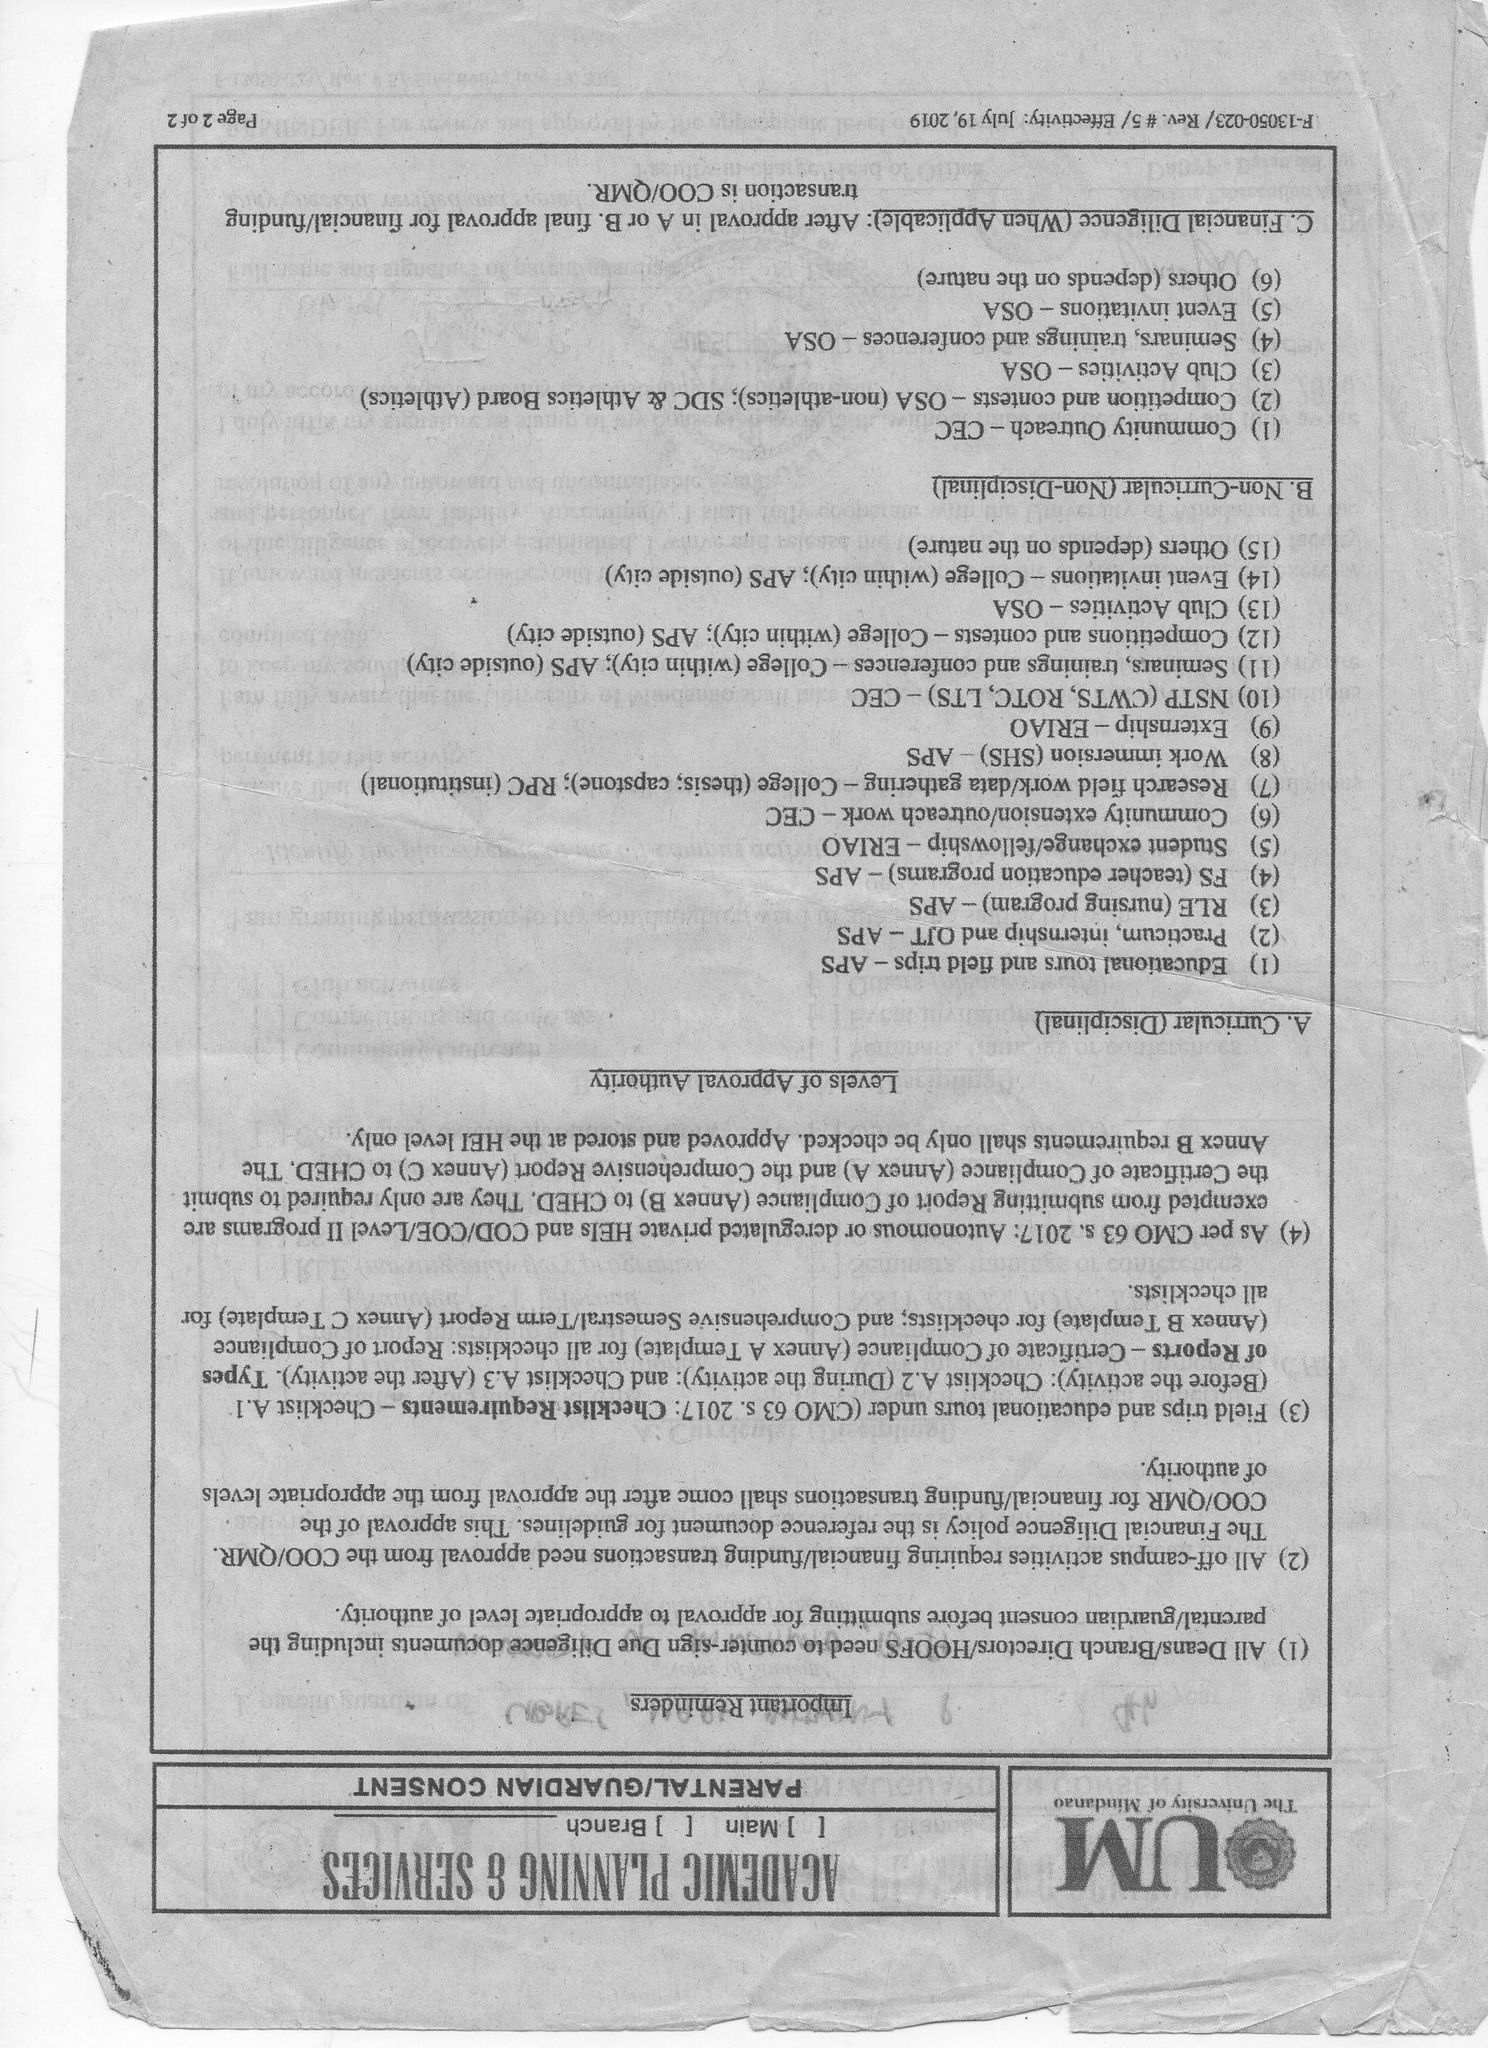 UM
The University of Mindanao
ACADEMIC PLANNING & SERVICES
[ ] Main [ ] Branch
PARENTAL/GUARDIAN CONSENT
Important Reminders
(1) All Deans/Branch Directors/HOOFS need to counter-sign Due Diligence documents including the
parental/guardian consent before submitting for approval to appropriate level of authority.
(2) All off-campus activities requiring financial/funding transactions need approval from the COO/QMR.
The Financial Diligence policy is the reference document for guidelines. This approval of the
COO/QMR for financial/funding transactions shall come after the approval from the appropriate levels
of authority.
(3) Field trips and educational tours under (CMO 63 s. 2017: Checklist Requirements – Checklist A.1
(Before the activity): Checklist A.2 (During the activity): and Checklist A.3 (After the activity). Types
of Reports – Certificate of Compliance (Annex A Template) for all checklists: Report of Compliance
(Annex B Template) for checklists; and Comprehensive Semestral/Term Report (Annex C Template) for
all checklists.
(4) As per CMO 63 s. 2017: Autonomous or deregulated private HEIs and COD/COE/Level II programs are
exempted from submitting Report of Compliance (Annex B) to CHED. They are only required to submit
the Certificate of Compliance (Annex A) and the Comprehensive Report (Annex C) to CHED. The
Annex B requirements shall only be checked. Approved and stored at the HEI level only.
Levels of Approval Authority
A. Curricular (Disciplinal)
(1) Educational tours and field trips – APS
(2) Practicum, internship and OJT – APS
(3) RLE (nursing program) – APS
(4) FS (teacher education programs) – APS
(5) Student exchange/fellowship – ERIAO
(6) Community extension/outreach work – CEC
(7) Research field work/data gathering – College (thesis; capstone); RPC (institutional)
(8) Work immersion (SHS) – APS
(9) Externship – ERIAO
(10) NSTP (CWTS, ROTC, LTS) – CEC
(11) Seminars, trainings and conferences – College (within city); APS (outside city)
(12) Competitions and contests – College (within city); APS (outside city)
(13) Club Activities – OSA
(14) Event invitations – College (within city); APS (outside city)
(15) Others (depends on the nature)
B. Non-Curricular (Non-Disciplinal)
(1) Community Outreach – CEC
(2) Competition and contests – OSA (non-athletics); SDC & Athletics Board (Athletics)
(3) Club Activities – OSA
(4) Seminars, trainings and conferences – OSA
(5) Event invitations – OSA
(6) Others (depends on the nature)
C. Financial Diligence (When Applicable): After approval in A or B. final approval for financial/funding
transaction is COO/QMR.
F-13050-023/ Rev. # 5/ Effectivity: July 19, 2019
Page 2 of 2